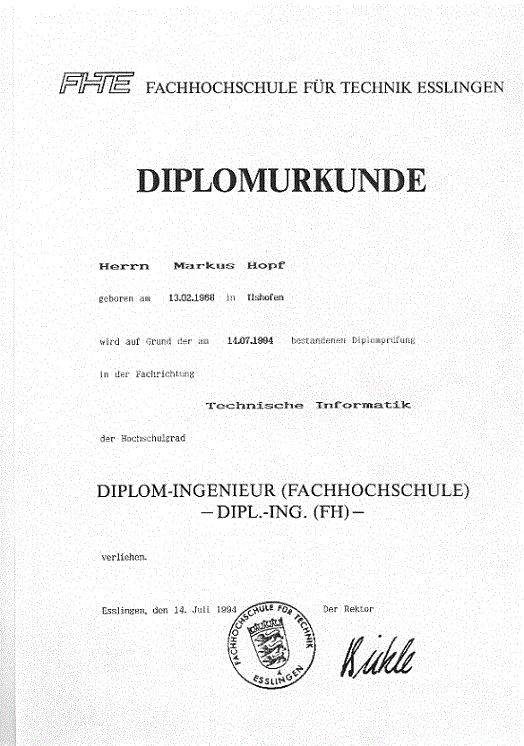 FHTE FACHHOCHSCHULE FÜR TECHNIK ESSLINGEN
DIPLOMURKUNDE
Herrn Markus Hopf
geboren am 13.02.1968 in Ilshofen
wird auf Grund der am 14.07.1994 bestandenen Diplomprüfung
in der Fachrichtung
Technische Informatik
der Hochschulgrad
DIPLOM-INGENIEUR (FACHHOCHSCHULE)
—DIPL.-ING. (FH)—
verliehen.
Esslingen, den 14. Juli 1994 Der Rektor
FACHHOCHSCHULE FÜR TECHNIK
ESSLINGEN
4